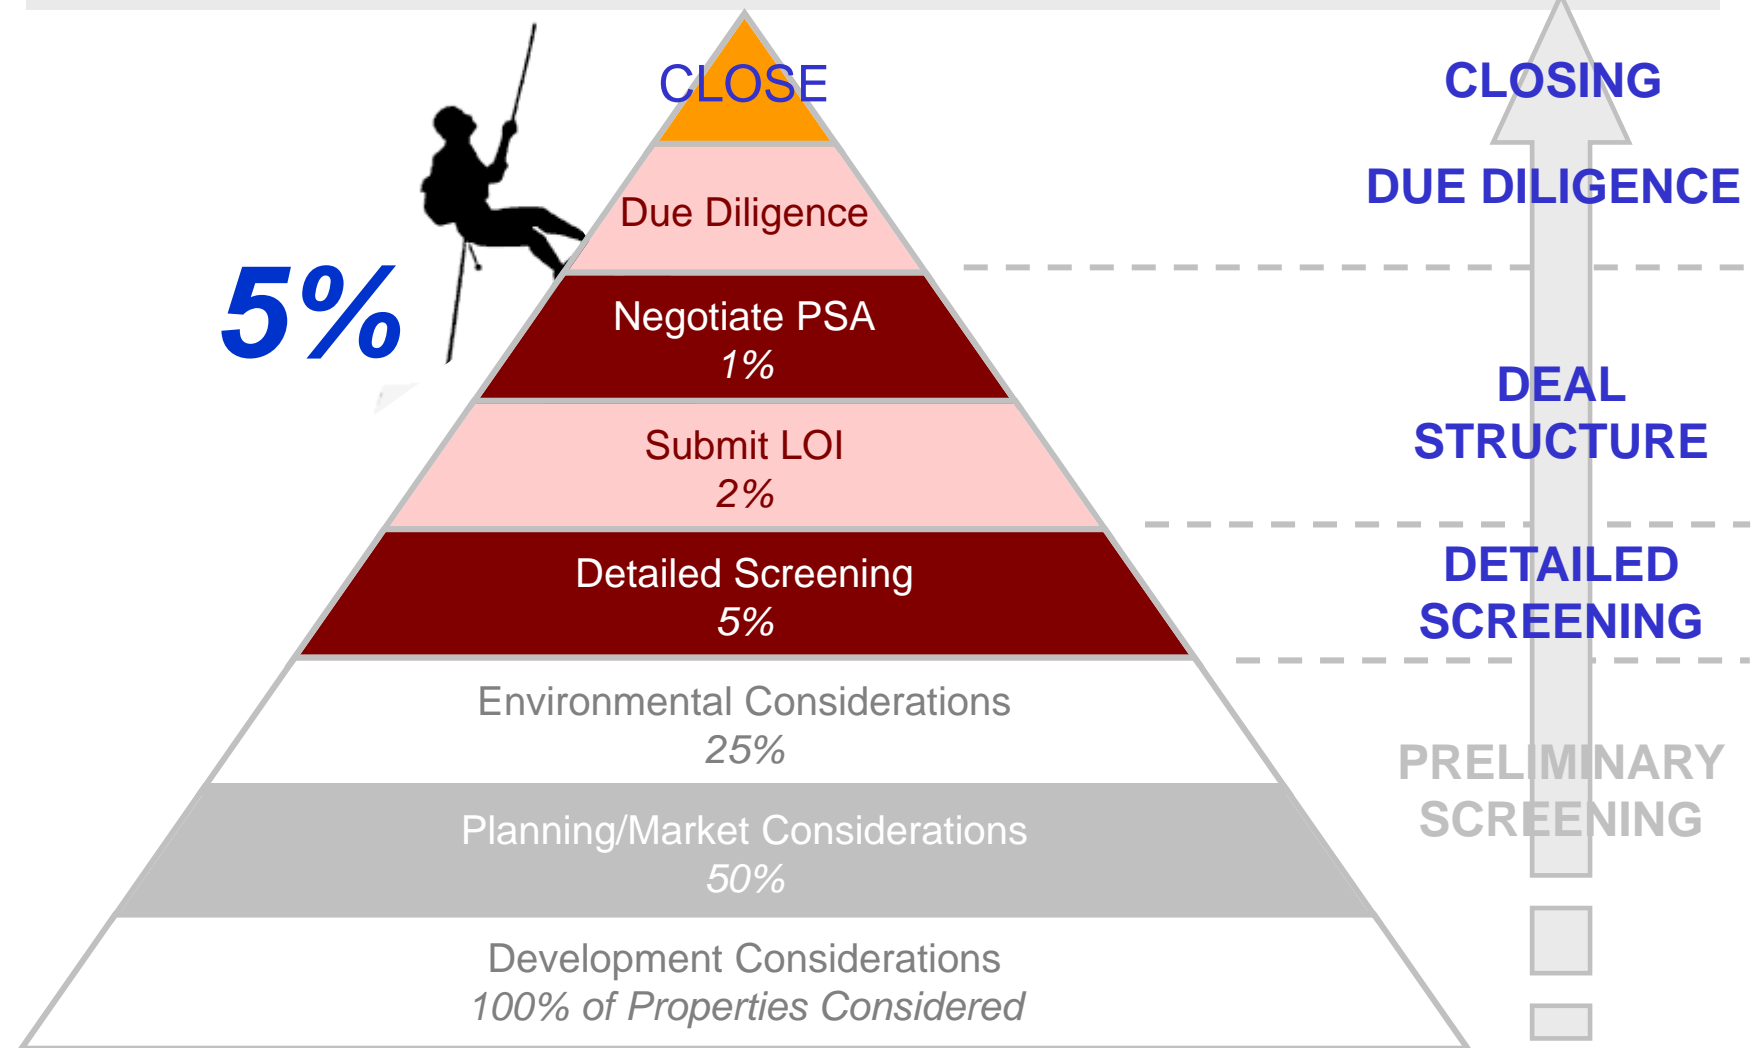 CLOSE
Due Diligence
5%
Negotiate PSA
1%
Submit LOI
2%
Detailed Screening
5%
Environmental Considerations
25%
Planning/Market Considerations
50%
Development Considerations
100% of Properties Considered
CLOSING
DUE DILIGENCE
DEAL
STRUCTURE
DETAILED
SCREENING
PRELIMINARY
SCREENING